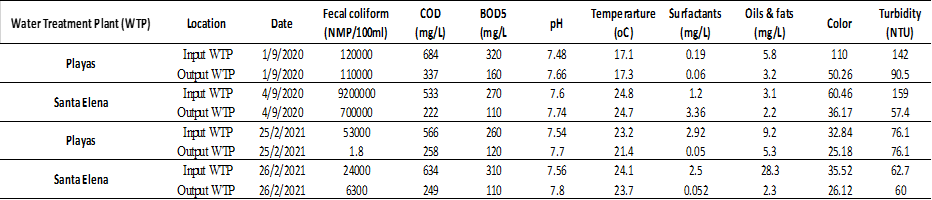 Water Treatment Plant (WTP) Location Date Fecal coliform (NMP/100ml) COD (mg/L) BOD5 (mg/L pH Temperarture (oC) Surfactants (mg/L) Oils & fats (mg/L) Color Turbidity (NTU)
Playas Input WTP 1/9/2020 120000 684 320 7.48 17.1 0.19 5.8 110 142
Output WTP 1/9/2020 110000 337 160 7.66 17.3 0.06 3.2 50.26 90.5
Santa Elena Input WTP 4/9/2020 9200000 533 270 7.6 24.8 1.2 3.1 60.46 159
Output WTP 4/9/2020 700000 222 110 7.74 24.7 3.36 2.2 36.17 57.4
Playas Input WTP 25/2/2021 53000 566 260 7.54 23.2 2.92 9.2 32.84 76.1
Output WTP 25/2/2021 1.8 258 120 7.7 21.4 0.05 5.3 25.18 76.1
Santa Elena Input WTP 26/2/2021 24000 634 310 7.56 24.1 2.5 28.3 35.52 62.7
Output WTP 26/2/2021 6300 249 110 7.8 23.7 0.052 2.3 26.12 60